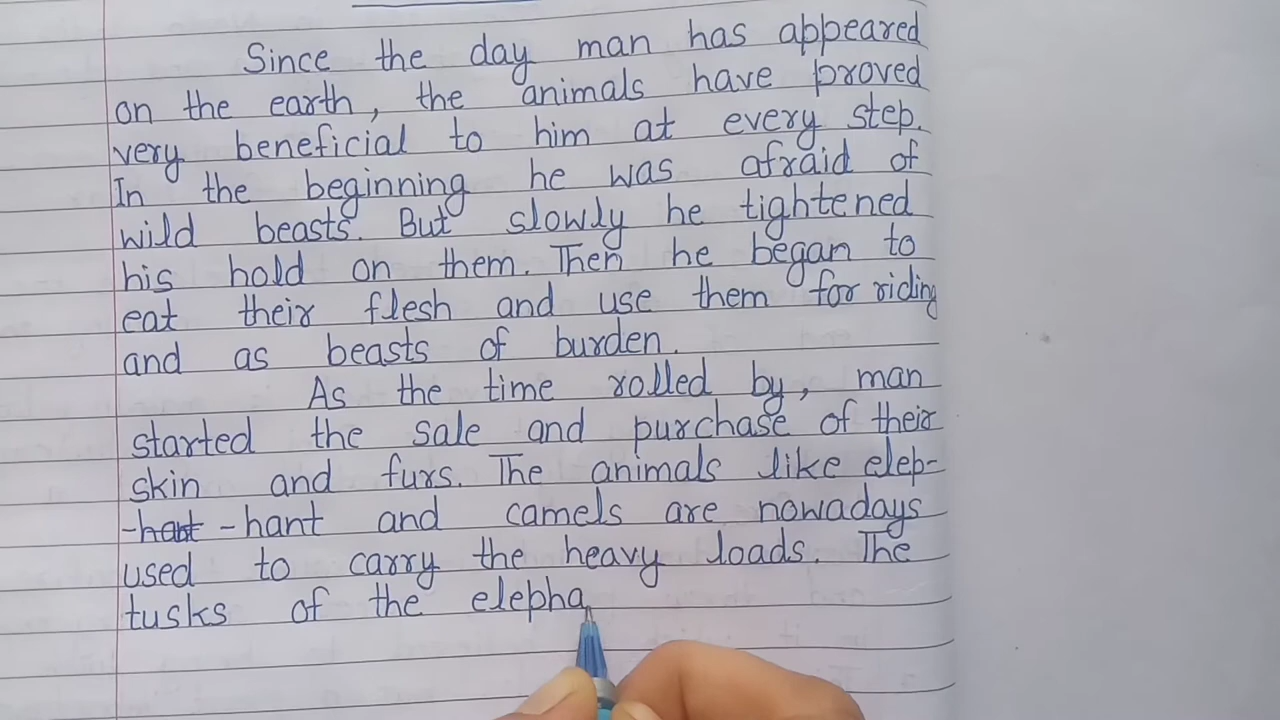 Since the day man has appeared
on the earth, the animals have proved
very beneficial to him at every step.
In the beginning he was afraid of
wild beasts. But slowly he tightened
his hold on them. Then he began to
eat their flesh and use them for riding
and as beasts of burden.
As the time rolled by, man
started the sale and purchase of their
skin and furs. The animals like elep-
-hant -hant and camels are nowadays
used to carry the heavy loads. The
tusks of the elepha